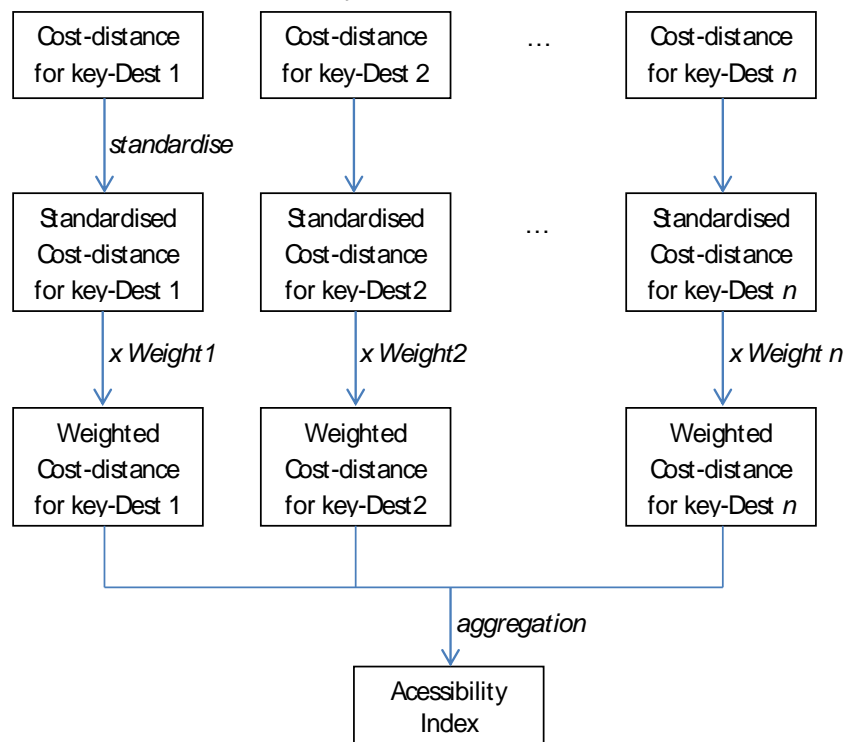 Cost-distance
for key-Dest 1
Cost-distance
for key-Dest 2
...
Cost-distance
for key-Dest n
standardise
Standardised
Cost-distance
for key-Dest 1
Standardised
Cost-distance
for key-Dest2
...
Standardised
Cost-distance
for key-Dest n
x Weight1
x Weight2
x Weight n
Weighted
Cost-distance
for key-Dest 1
Weighted
Cost-distance
for key-Dest2
Weighted
Cost-distance
for key-Dest n
aggregation
Acessibility
Index